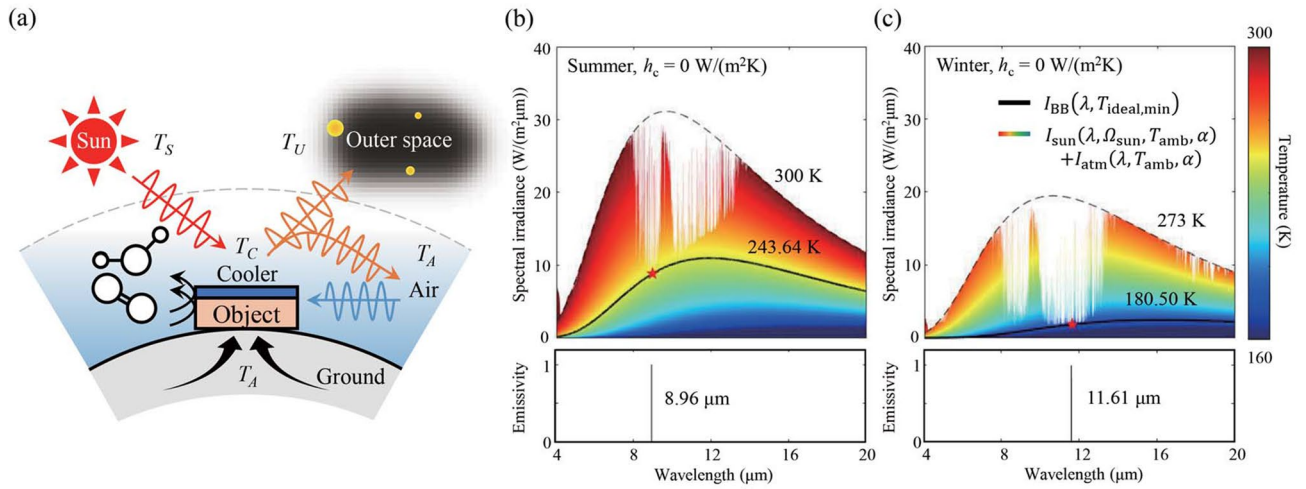 (a)
Sun
T_S
T_U
Outer space
T_C
Cooler
T_A
Air
Object
T_A
Ground
(b)
Spectral irradiance (W/(m²μm))
40
30
20
10
0
Summer, h_c = 0 W/(m²K)
300 K
243.64 K
Emissivity
1
0
8.96 μm
4
8
12
16
20
Wavelength (μm)
(c)
Spectral irradiance (W/(m²μm))
40
30
20
10
0
Winter, h_c = 0 W/(m²K)
I_BB(λ, T_ideal,min)
I_sun(λ, Ω_sun, T_amb, α)
+I_atm(λ, T_amb, α)
273 K
180.50 K
Emissivity
1
0
11.61 μm
4
8
12
16
20
Wavelength (μm)
300
Temperature (K)
160